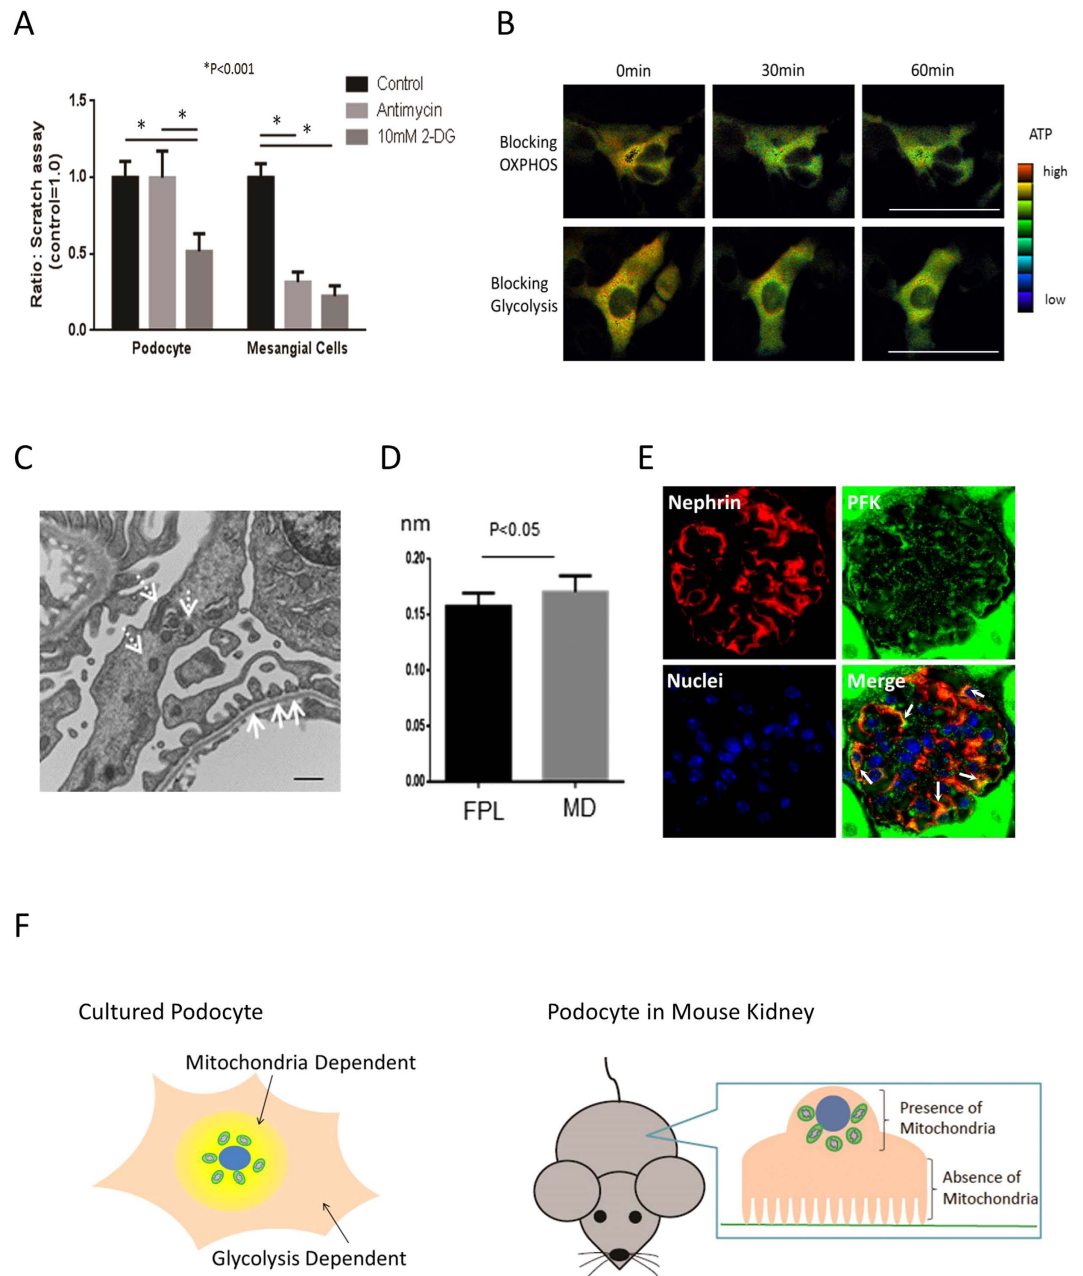 A
*P<0.001
Control
Antimycin
10mM 2-DG
Ratio: Scratch assay
(control=1.0)
1.5
1.0
0.5
0.0
*
*
*
*
Podocyte
Mesangial Cells
B
0min
30min
60min
Blocking
OXPHOS
Blocking
Glycolysis
ATP
high
low
C
D
nm
P<0.05
0.20
0.15
0.10
0.05
0.00
FPL
MD
E
Nephrin
PFK
Nuclei
Merge
F
Cultured Podocyte
Mitochondria Dependent
Glycolysis Dependent
Podocyte in Mouse Kidney
Presence of
Mitochondria
Absence of
Mitochondria